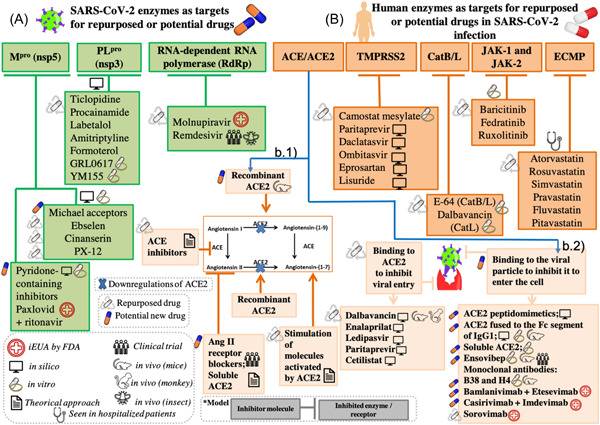 (A)
SARS-CoV-2 enzymes as targets
for repurposed or potential drugs
(B)
Human enzymes as targets for repurposed
or potential drugs in SARS-CoV-2
infection
Mpro (nsp5)
PLpro
(nsp3)
RNA-dependent RNA
polymerase (RdRp)
ACE/ACE2
TMPRSS2
CatB/L
JAK-1 and
JAK-2
ECMP
Ticlopidine
Procainamide
Labetalol
Amitriptyline
Formoterol
GRL0617
YM155
Molnupiravir
Remdesivir
Camostat mesylate
Paritaprevir
Daclatasvir
Ombitasvir
Eprosartan
Lisuride
Baricitinib
Fedratinib
Ruxolitinib
Atorvastatin
Rosuvastatin
Simvastatin
Pravastatin
Fluvastatin
Pitavastatin
E-64 (CatB/L)
Dalbavancin
(CatL)
Michael acceptors
Ebselen
Cinanserin
PX-12
Pyridone-
containing
inhibitors
Paxlovid
+ ritonavir
b.1)
Recombinant
ACE2
ACE
inhibitors
Angiotensin I
ACE2
Angiotensin-(1-9)
ACE
ACE
Angiotensin II
ACE2
Angiotensin-(1-7)
Downregulations of ACE2
Repurposed drug
Potential new drug
Recombinant
ACE2
Ang II
receptor
blockers;
Soluble
ACE2
Stimulation of
molecules
activated by
ACE2
b.2)
Binding to
ACE2
to inhibit
viral entry
Binding to the viral
particle to inhibit it to
enter the cell
Dalbavancin
Enalaprilat
Ledipasvir
Paritaprevir
Cetilistat
ACE2 peptidomimetics;
ACE2 fused to the Fc segment
of IgG1;
Soluble ACE2;
Ensovibep
Monoclonal antibodies:
B38 and H4
Bamlanivimab + Etesevimab
Casirivimab + Imdevimab
Sorovimab
iEUA by FDA
in silico
in vitro
Theorical approach
Clinical trial
in vivo (mice)
in vivo (monkey)
in vivo (insect)
Seen in hospitalized patients
*Model
Inhibitor molecule
Inhibited enzyme /
receptor